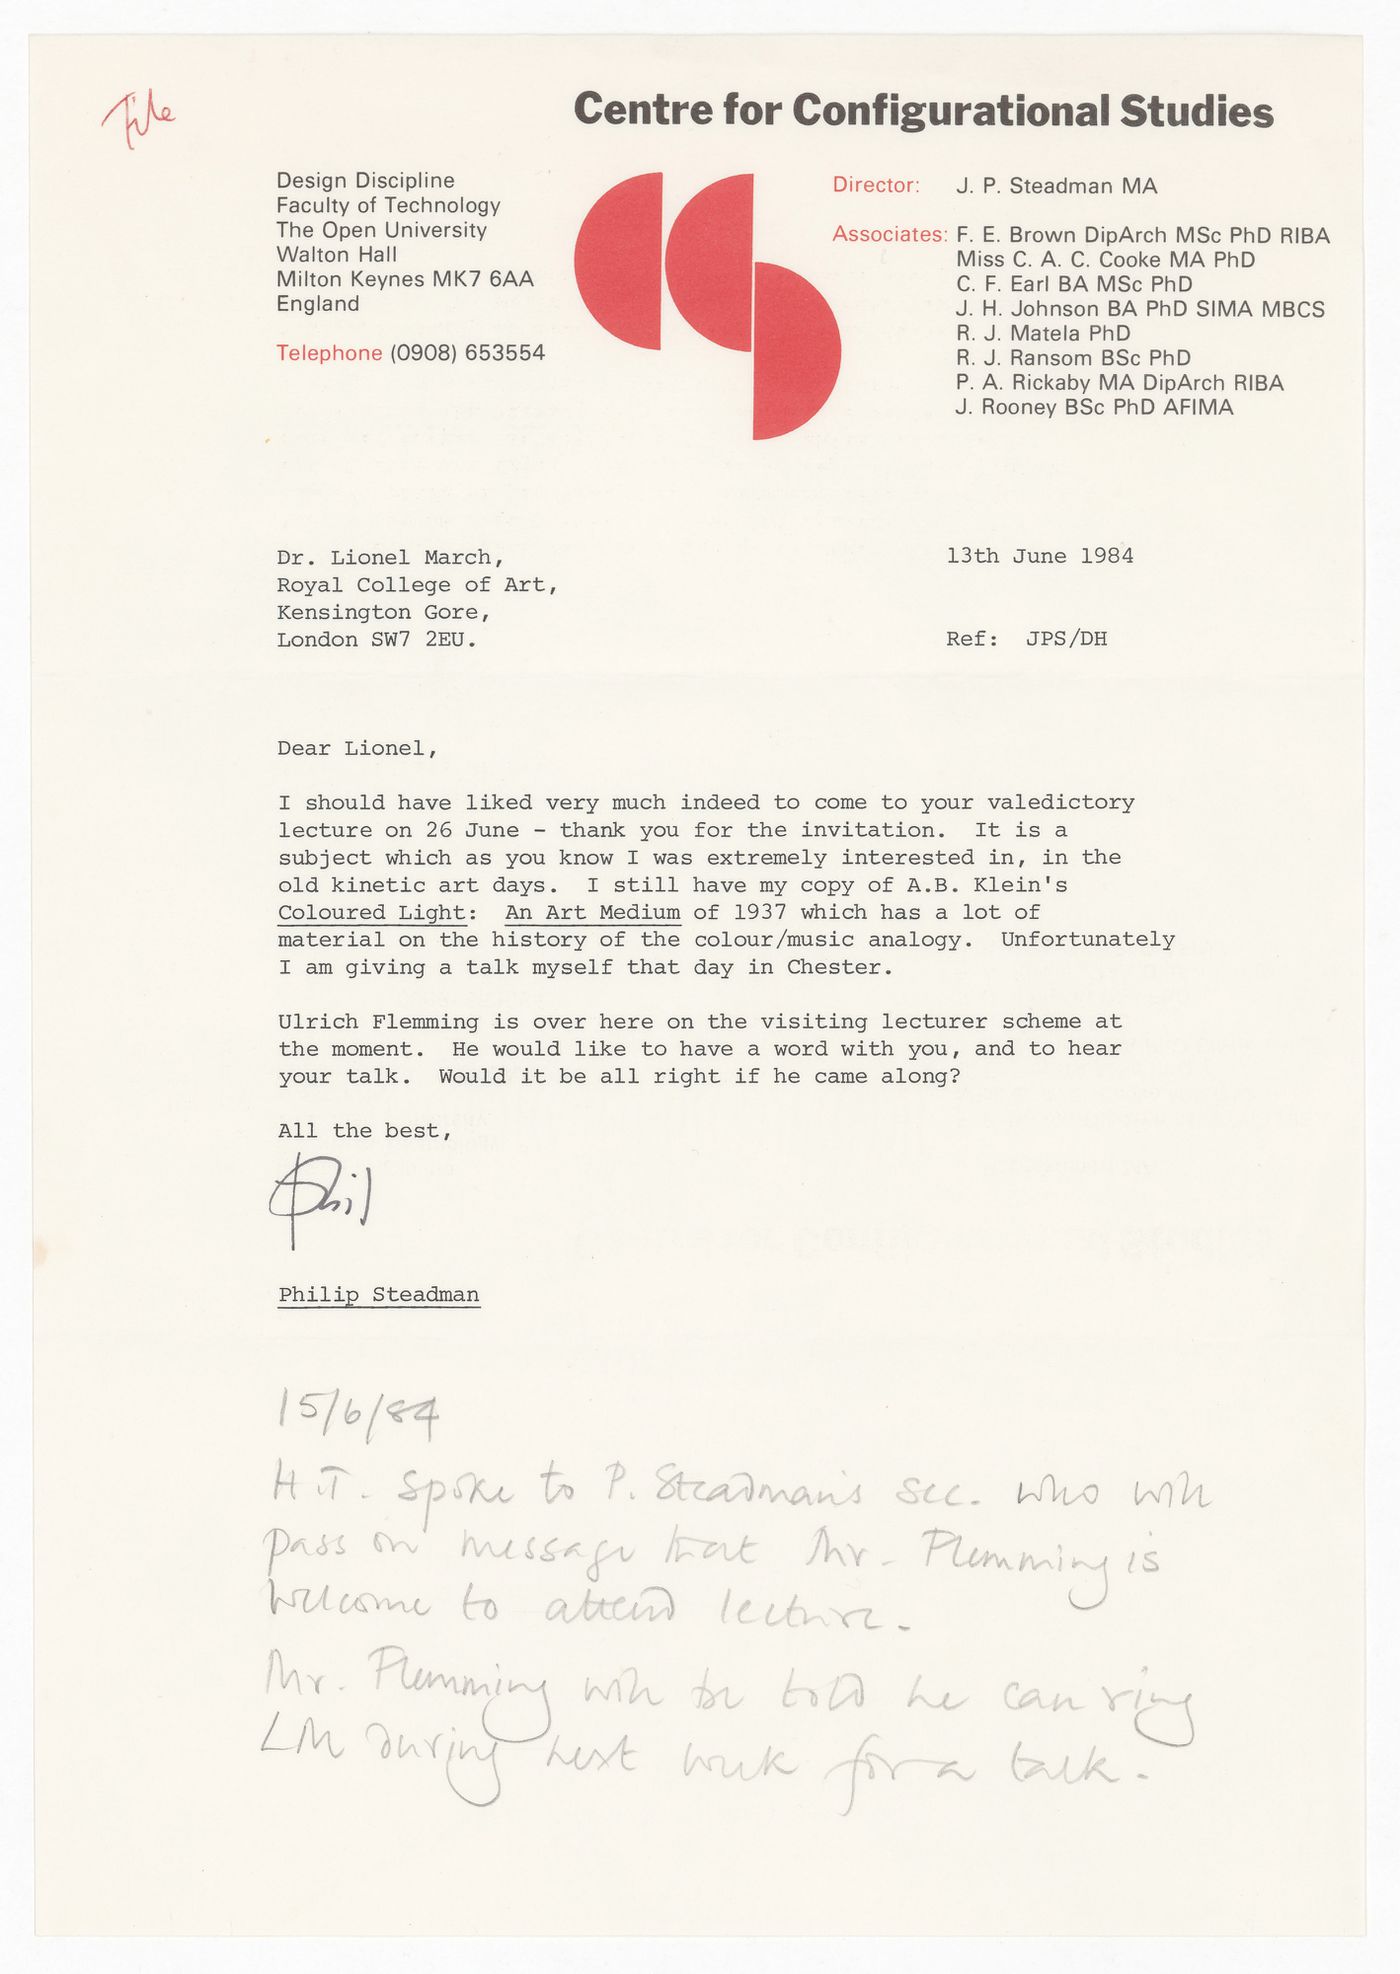 File
Centre for Configurational Studies
Design Discipline
Faculty of Technology
The Open University
Walton Hall
Milton Keynes MK7 6AA
England
Telephone (0908) 653554
Director: J. P. Steadman MA
Associates: F. E. Brown DipArch MSc PhD RIBA
Miss C. A. C. Cooke MA PhD
C. F. Earl BA MSc PhD
J. H. Johnson BA PhD SIMA MBCS
R. J. Matela PhD
R. J. Ransom BSc PhD
P. A. Rickaby MA DipArch RIBA
J. Rooney BSc PhD AFIMA
Dr. Lionel March,
Royal College of Art,
Kensington Gore,
London SW7 2EU.
13th June 1984
Ref: JPS/DH
Dear Lionel,
I should have liked very much indeed to come to your valedictory
lecture on 26 June - thank you for the invitation. It is a
subject which as you know I was extremely interested in, in the
old kinetic art days. I still have my copy of A.B. Klein's
Coloured Light: An Art Medium of 1937 which has a lot of
material on the history of the colour/music analogy. Unfortunately
I am giving a talk myself that day in Chester.
Ulrich Flemming is over here on the visiting lecturer scheme at
the moment. He would like to have a word with you, and to hear
your talk. Would it be all right if he came along?
All the best,
Phil
Philip Steadman
15/6/84
H.T. spoke to P. Steadman's sec. who will
pass on message that Mr. Flemming is
welcome to attend lecture.
Mr. Flemming will be told he can ring
LM during next week for a talk.